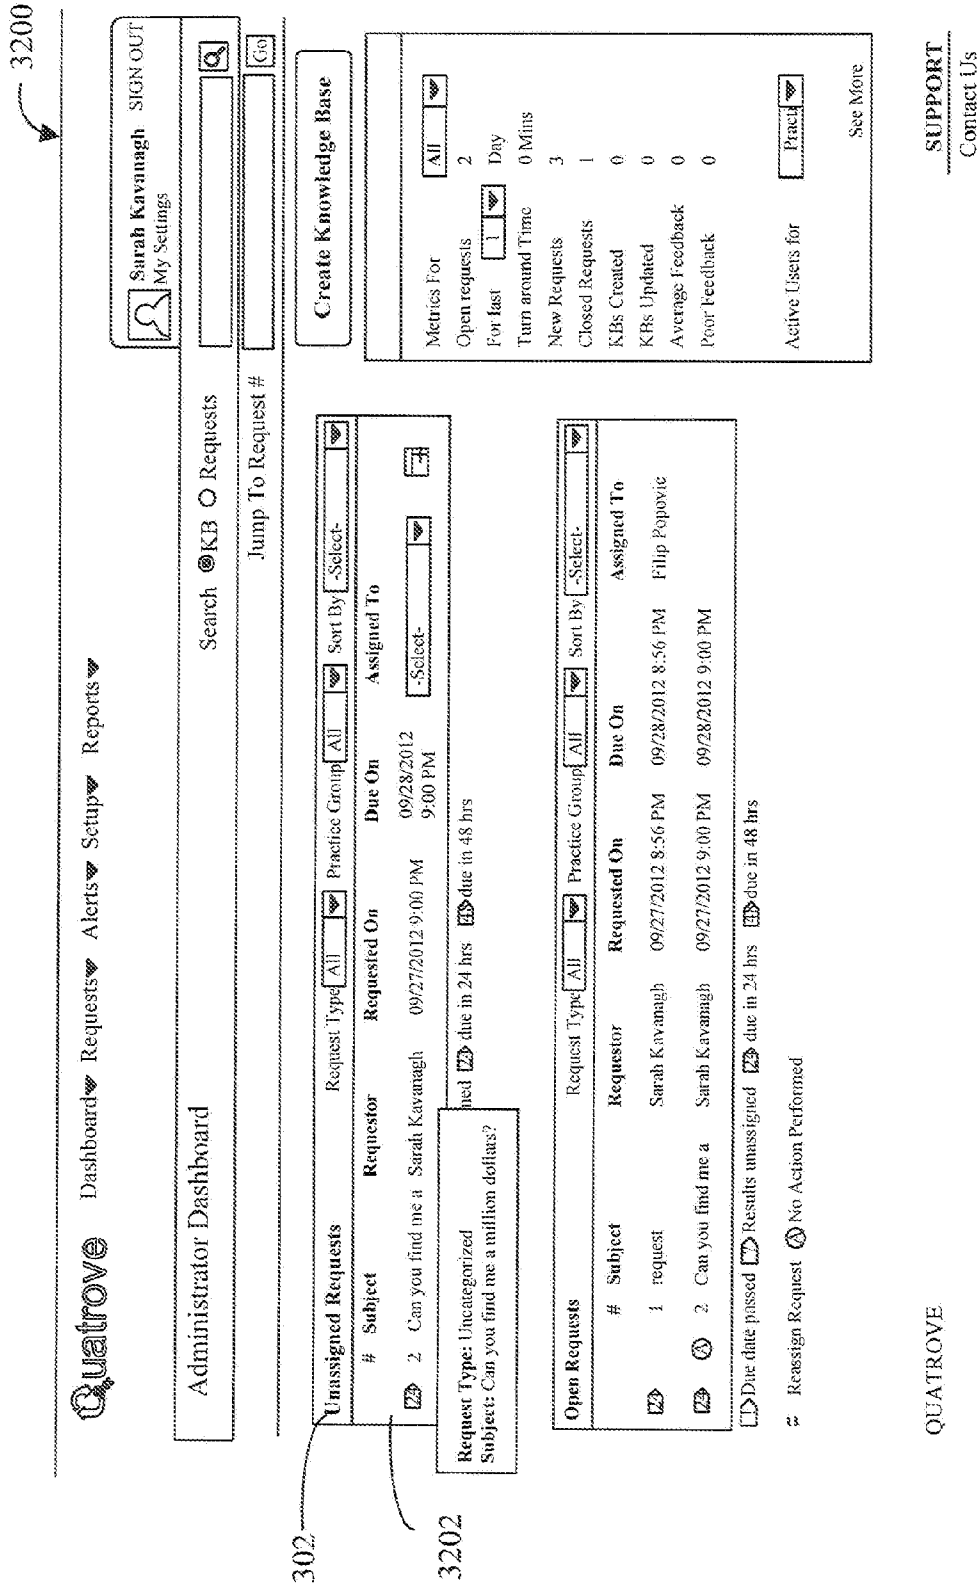 3200
Quatrove Dashboard Requests Alerts Setup Reports
Sarah Kavanagh SIGN OUT
My Settings
Administrator Dashboard
Search KB Requests
Jump To Request # Go
302
Unassigned Requests
Request Type All Practice Group All Sort By -Select-
# Subject Requestor Requested On Due On Assigned To
24 2 Can you find me a Sarah Kavanagh 09/27/2012 9:00 PM 09/28/2012 -Select-
9:00 PM
3202
Request Type: Uncategorized
Subject: Can you find me a million dollars?
ned 24 due in 24 hrs 48 due in 48 hrs
Create Knowledge Base
Metrics For All
Open requests 2
For last 1 Day
Turn around Time 0 Mins
New Requests 3
Closed Requests 1
KBs Created 0
KBs Updated 0
Average Feedback 0
Poor Feedback 0
Active Users for Practi
See More
Open Requests
Request Type All Practice Group All Sort By -Select-
# Subject Requestor Requested On Due On Assigned To
24 1 request Sarah Kavanagh 09/27/2012 8:56 PM 09/28/2012 8:56 PM Filip Popovic
24 A 2 Can you find me a Sarah Kavanagh 09/27/2012 9:00 PM 09/28/2012 9:00 PM
Due date passed Results unassigned 24 due in 24 hrs 48 due in 48 hrs
Reassign Request A No Action Performed
QUATROVE
SUPPORT
Contact Us